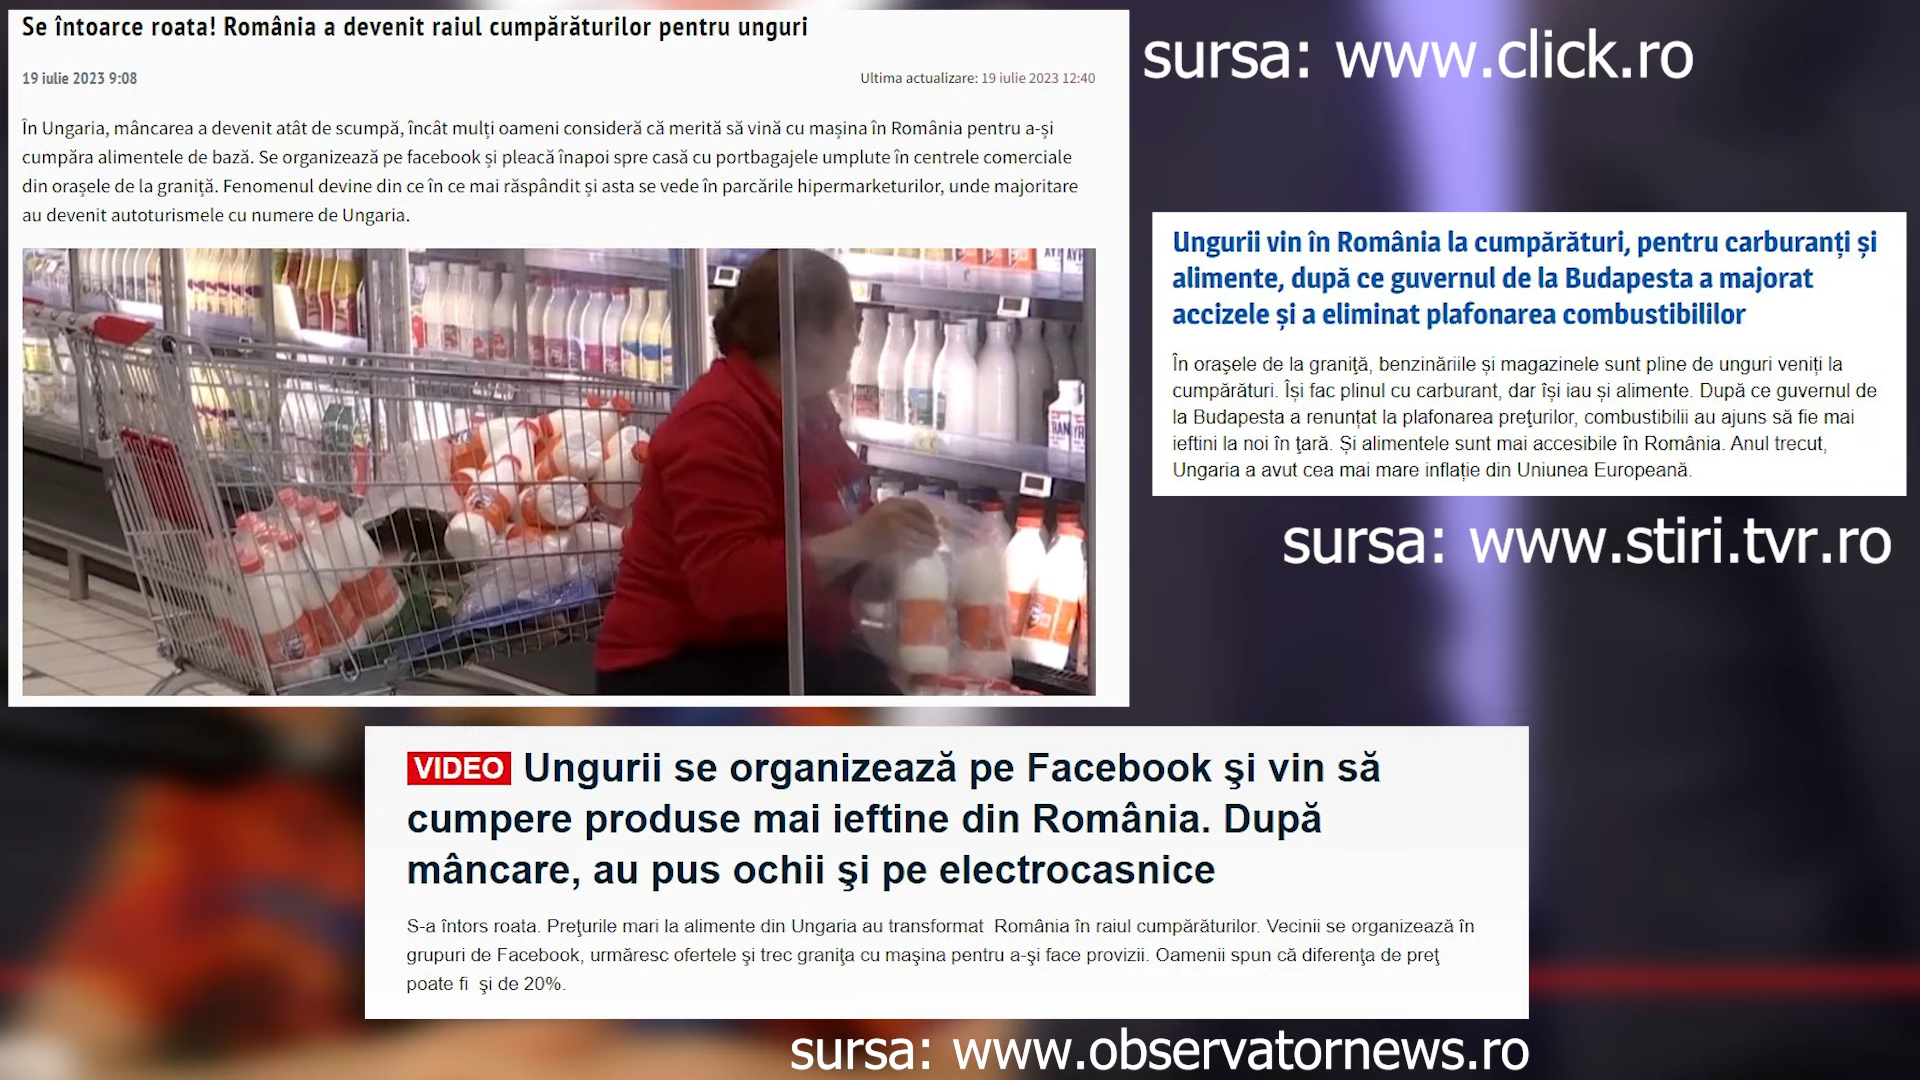 Se întoarce roata! România a devenit raiul cumpărăturilor pentru unguri
19 iulie 2023 9:08
Ultima actualizare: 19 iulie 2023 12:40
În Ungaria, mâncarea a devenit atât de scumpă, încât mulți oameni consideră că merită să vină cu mașina în România pentru a-și
cumpăra alimentele de bază. Se organizează pe facebook și pleacă înapoi spre casă cu portbagajele umplute în centrele comerciale
din orașele de la graniță. Fenomenul devine din ce în ce mai răspândit și asta se vede în parcările hipermarketurilor, unde majoritare
au devenit autoturismele cu numere de Ungaria.
sursa: www.click.ro
Ungurii vin în România la cumpărături, pentru carburanți și
alimente, după ce guvernul de la Budapesta a majorat
accizele și a eliminat plafonarea combustibililor
În oraşele de la graniţă, benzinăriile și magazinele sunt pline de unguri veniți la
cumpărături. Își fac plinul cu carburant, dar își iau și alimente. După ce guvernul de
la Budapesta a renunțat la plafonarea preţurilor, combustibilii au ajuns să fie mai
ieftini la noi în ţară. Și alimentele sunt mai accesibile în România. Anul trecut,
Ungaria a avut cea mai mare inflație din Uniunea Europeană.
sursa: www.stiri.tvr.ro
VIDEO Ungurii se organizează pe Facebook şi vin să
cumpere produse mai ieftine din România. După
mâncare, au pus ochii şi pe electrocasnice
S-a întors roata. Preţurile mari la alimente din Ungaria au transformat România în raiul cumpărăturilor. Vecinii se organizează în
grupuri de Facebook, urmăresc ofertele şi trec graniţa cu maşina pentru a-şi face provizii. Oamenii spun că diferenţa de preţ
poate fi şi de 20%.
sursa: www.observatornews.ro